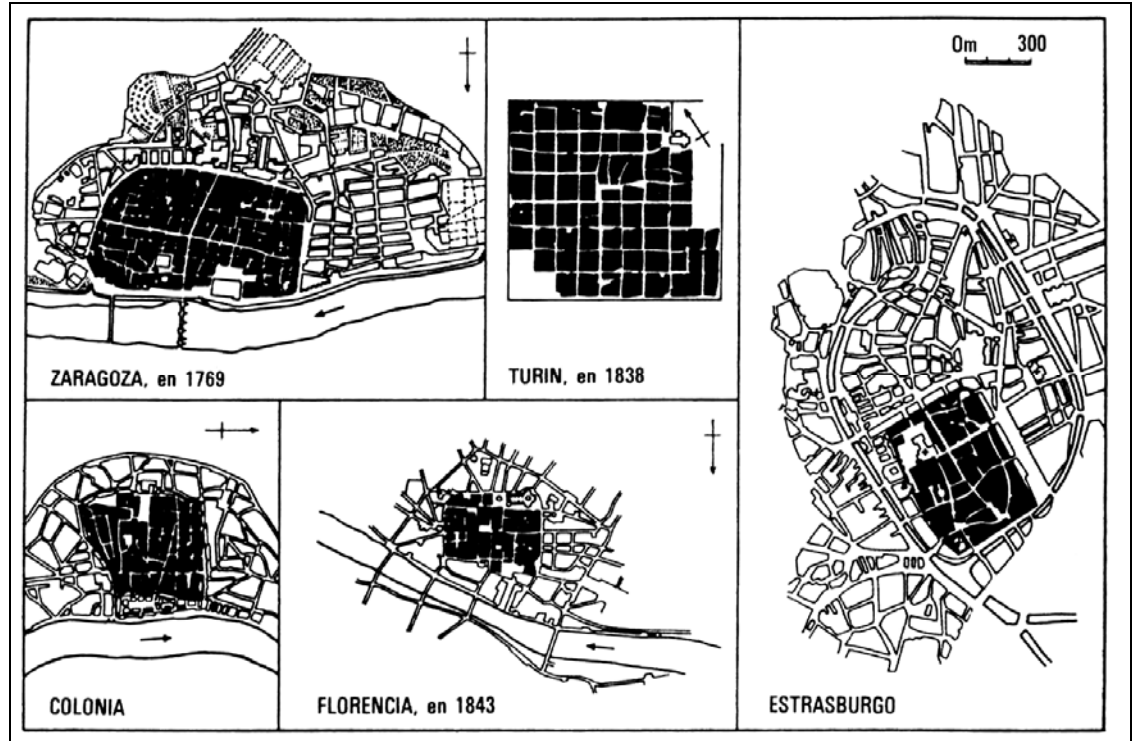 ZARAGOZA, en 1769
TURIN, en 1838
0m 300
COLONIA
FLORENCIA, en 1843
ESTRASBURGO